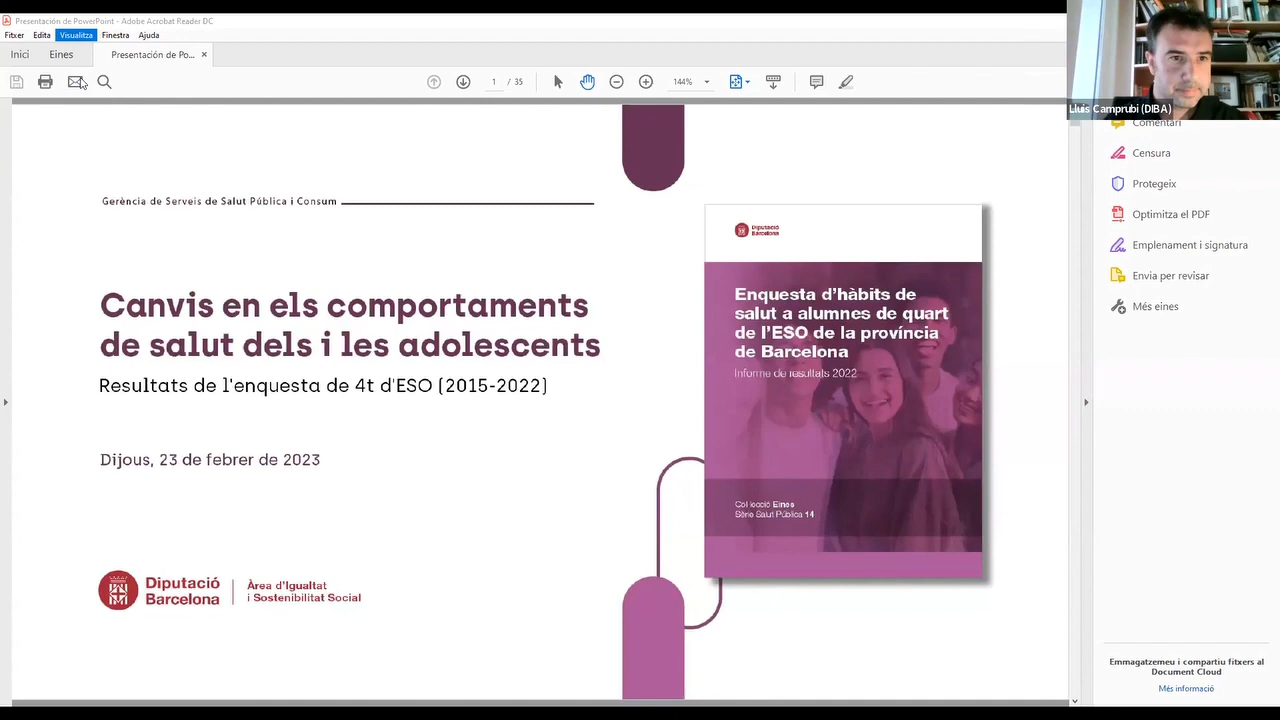 Presentación de PowerPoint - Adobe Acrobat Reader DC
Fitxer Edita Visualitza Finestra Ajuda
Inici Eines Presentación de Po... ×
1 / 35 144%
Lluís Camprubi (DIBA)
Comentari
Censura
Protegeix
Optimitza el PDF
Emplenament i signatura
Envia per revisar
Més eines
Gerència de Serveis de Salut Pública i Consum
Canvis en els comportaments
de salut dels i les adolescents
Resultats de l'enquesta de 4t d'ESO (2015-2022)
Dijous, 23 de febrer de 2023
Diputació
Barcelona
Àrea d'Igualtat
i Sostenibilitat Social
Diputació
Barcelona
Enquesta d'hàbits de
salut a alumnes de quart
de l'ESO de la província
de Barcelona
Informe de resultats 2022
Col·lecció Eines
Sèrie Salut Pública 14
Emmagatzemeu i compartiu fitxers al
Document Cloud
Més informació